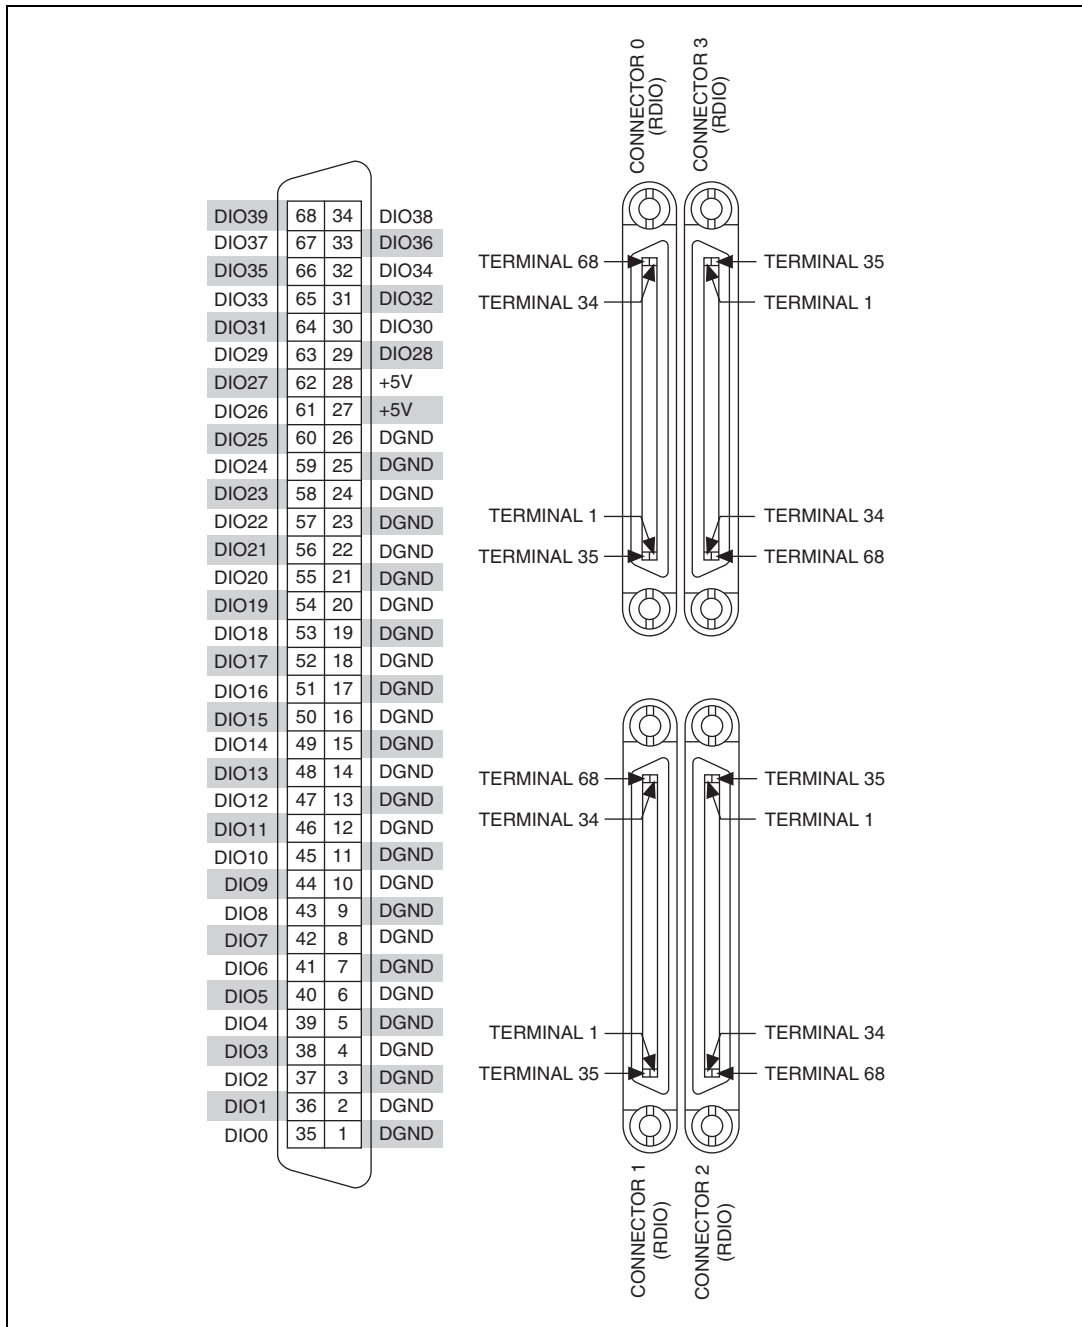 CONNECTOR 0
(RDIO)
CONNECTOR 3
(RDIO)
DIO39 68 34 DIO38
DIO37 67 33 DIO36
DIO35 66 32 DIO34
DIO33 65 31 DIO32
DIO31 64 30 DIO30
DIO29 63 29 DIO28
DIO27 62 28 +5V
DIO26 61 27 +5V
DIO25 60 26 DGND
DIO24 59 25 DGND
DIO23 58 24 DGND
DIO22 57 23 DGND
DIO21 56 22 DGND
DIO20 55 21 DGND
DIO19 54 20 DGND
DIO18 53 19 DGND
DIO17 52 18 DGND
DIO16 51 17 DGND
DIO15 50 16 DGND
DIO14 49 15 DGND
DIO13 48 14 DGND
DIO12 47 13 DGND
DIO11 46 12 DGND
DIO10 45 11 DGND
DIO9 44 10 DGND
DIO8 43 9 DGND
DIO7 42 8 DGND
DIO6 41 7 DGND
DIO5 40 6 DGND
DIO4 39 5 DGND
DIO3 38 4 DGND
DIO2 37 3 DGND
DIO1 36 2 DGND
DIO0 35 1 DGND
TERMINAL 68 TERMINAL 35
TERMINAL 34 TERMINAL 1
TERMINAL 1 TERMINAL 34
TERMINAL 35 TERMINAL 68
TERMINAL 68 TERMINAL 35
TERMINAL 34 TERMINAL 1
TERMINAL 1 TERMINAL 34
TERMINAL 35 TERMINAL 68
CONNECTOR 1
(RDIO)
CONNECTOR 2
(RDIO)